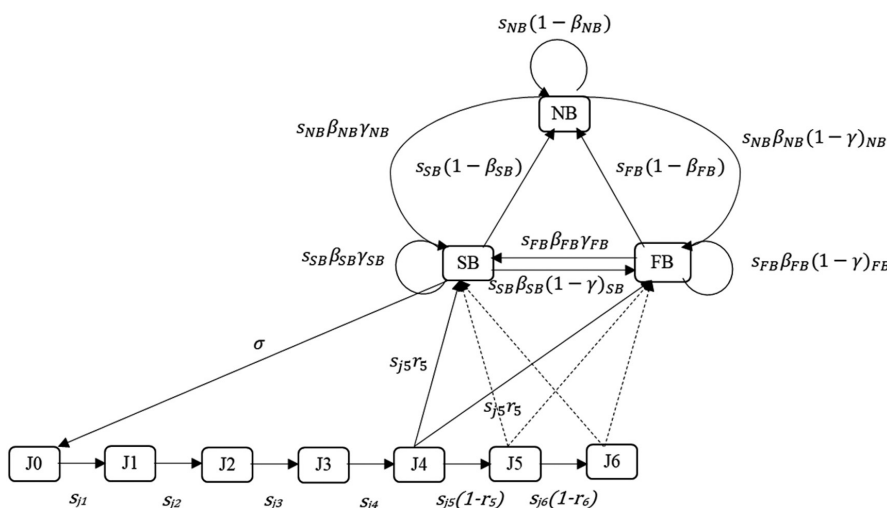 s_{NB}(1-β_{NB})
NB
s_{NB}β_{NB}γ_{NB}
s_{NB}β_{NB}(1-γ)_{NB}
s_{SB}(1-β_{SB})
s_{FB}(1-β_{FB})
s_{SB}β_{SB}γ_{SB}
s_{FB}β_{FB}γ_{FB}
SB
FB
s_{FB}β_{FB}(1-γ)_{FB}
s_{SB}β_{SB}(1-γ)_{SB}
σ
s_{j5}r_5
s_{j5}r_5
J0
J1
J2
J3
J4
J5
J6
s_{j1}
s_{j2}
s_{j3}
s_{j4}
s_{j5}(1-r_5)
s_{j6}(1-r_6)